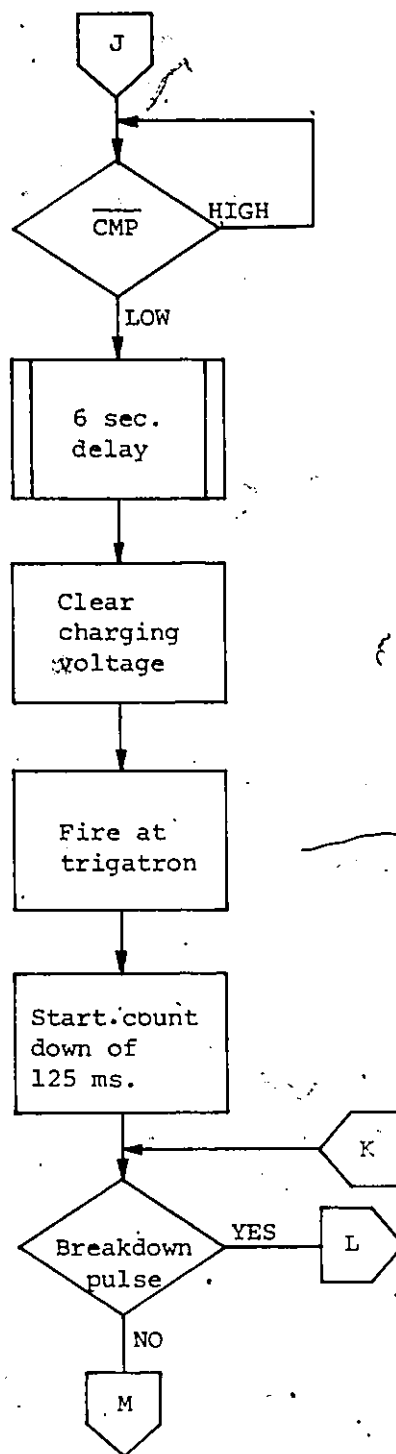 J
CMP
HIGH
LOW
6 sec.
delay
Clear
charging
voltage
Fire at
trigatron
Start count
down of
125 ms.
K
Breakdown
pulse
YES
L
NO
M